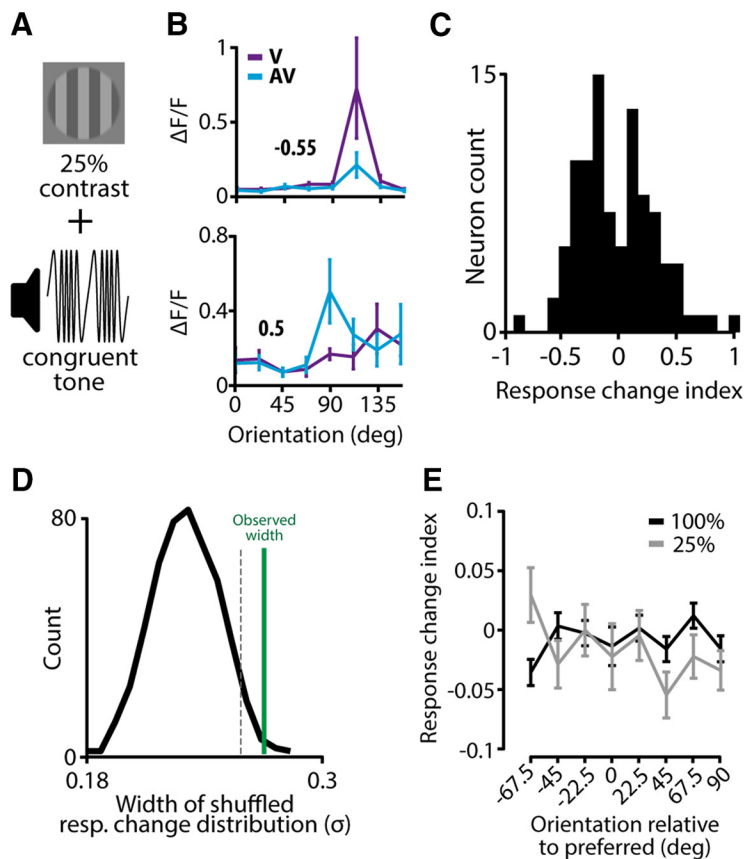 A
25%
contrast
+
congruent
tone
B
V
AV
1
0.5
0
ΔF/F
-0.55
0.8
0.4
0
ΔF/F
0.5
0 45 90 135
Orientation (deg)
C
15
0
Neuron count
-1 -0.5 0 0.5 1
Response change index
D
80
0
Count
Observed
width
0.18 0.3
Width of shuffled
resp. change distribution (σ)
E
100%
25%
0.1
0.05
0
-0.05
-0.1
Response change index
-67.5 -45 -22.5 0 22.5 45 67.5 90
Orientation relative
to preferred (deg)